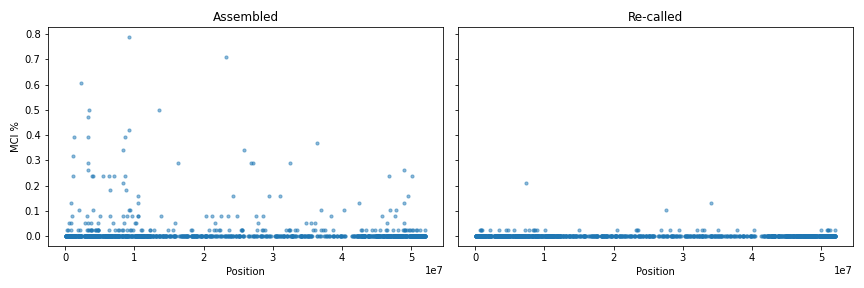 Assembled
Re-called
MCI %
0.8
0.7
0.6
0.5
0.4
0.3
0.2
0.1
0.0
0 1 2 3 4 5
1e7
Position
0 1 2 3 4 5
1e7
Position